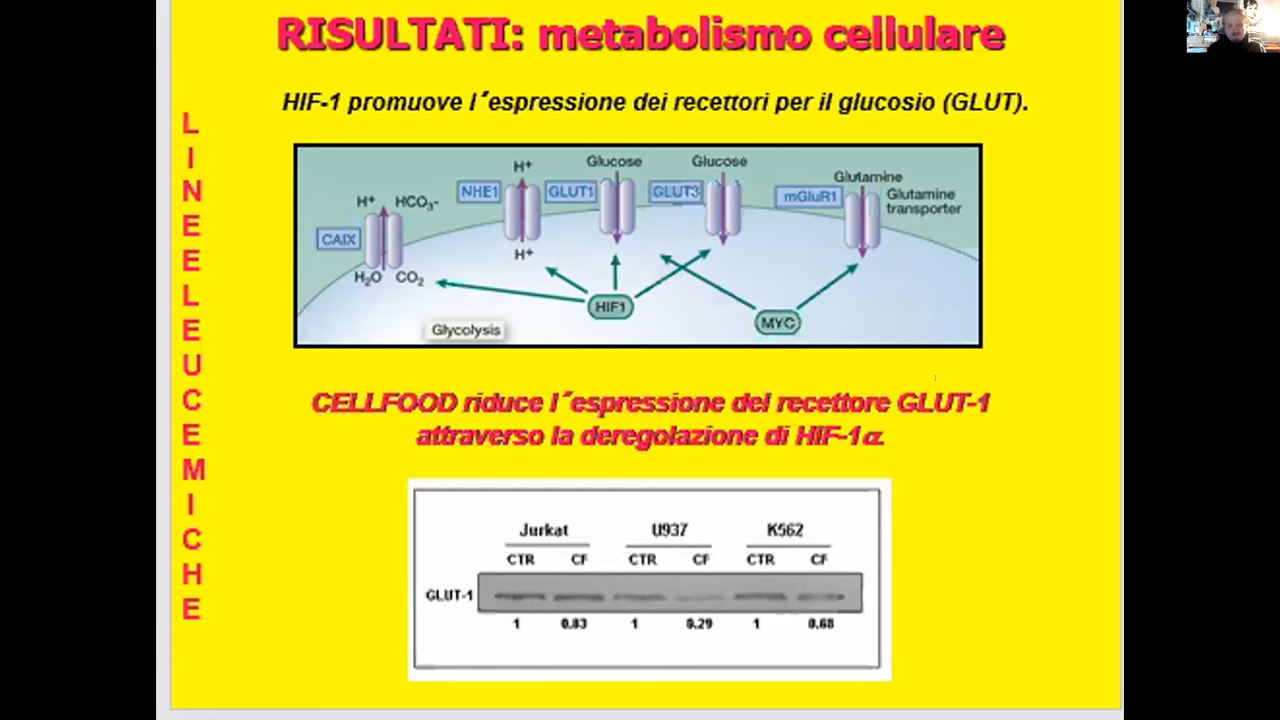 RISULTATI: metabolismo cellulare
HIF-1 promuove l´espressione dei recettori per il glucosio (GLUT).
LINEE LEUCEMICHE
H⁺ Glucose Glucose
Glutamine
NHE1 GLUT1 GLUT3 mGluR1 Glutamine
transporter
H⁺ HCO₃⁻
CAIX
H⁺
H₂O CO₂
HIF1
MYC
Glycolysis
CELLFOOD riduce l´espressione del recettore GLUT-1
attraverso la deregolazione di HIF-1α.
Jurkat U937 K562
CTR CF CTR CF CTR CF
GLUT-1
1 0.83 1 0.29 1 0.68